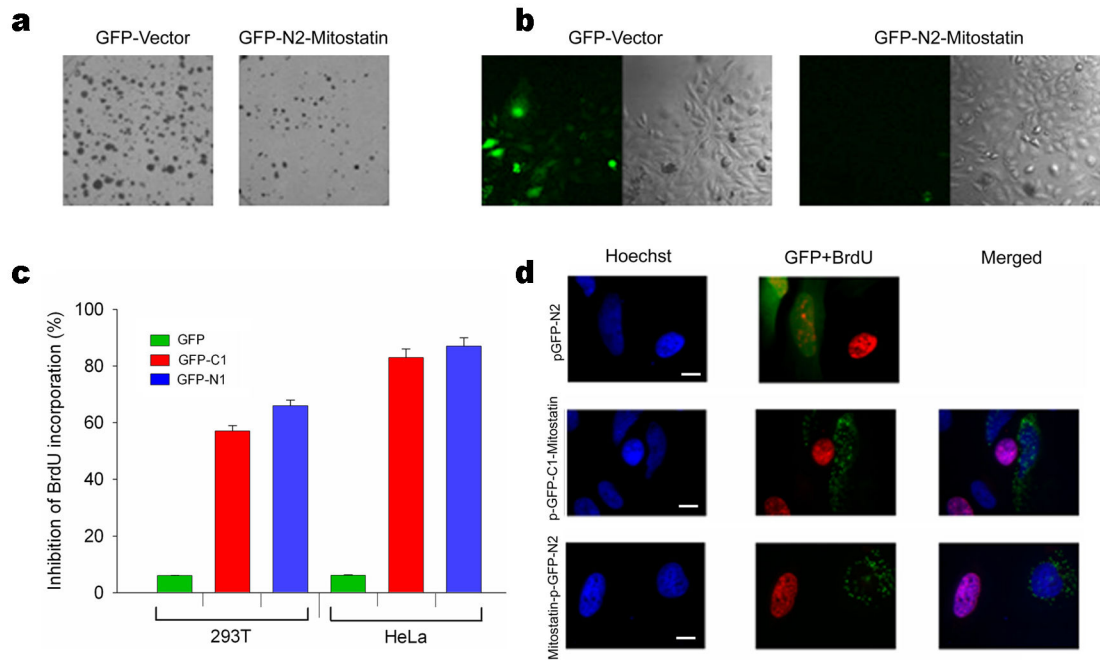 a
GFP-Vector
GFP-N2-Mitostatin
b
GFP-Vector
GFP-N2-Mitostatin
c
Inhibition of BrdU incorporation (%)
100
80
60
40
20
0
GFP
GFP-C1
GFP-N1
293T
HeLa
d
Hoechst
GFP+BrdU
Merged
pGFP-N2
p-GFP-C1-Mitostatin
Mitostatin-p-GFP-N2